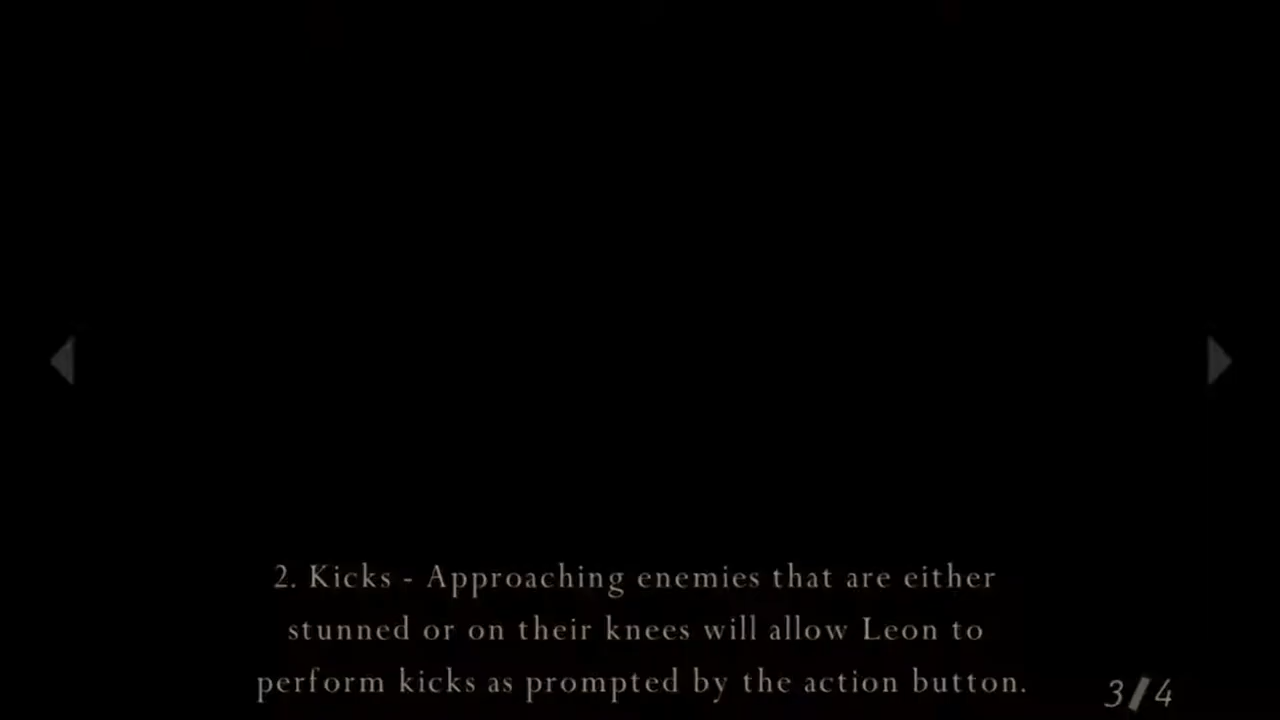 2. Kicks - Approaching enemies that are either
stunned or on their knees will allow Leon to
perform kicks as prompted by the action button.
3/4